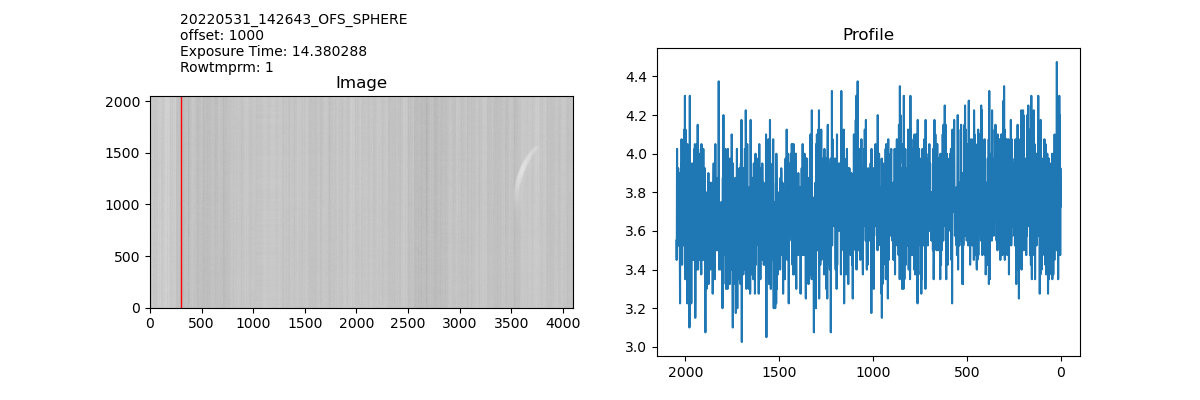 20220531_142643_OFS_SPHERE
offset: 1000
Exposure Time: 14.380288
Rowtmprm: 1
Image
2000
1500
1000
500
0
0 500 1000 1500 2000 2500 3000 3500 4000
Profile
4.4
4.2
4.0
3.8
3.6
3.4
3.2
3.0
2000 1500 1000 500 0